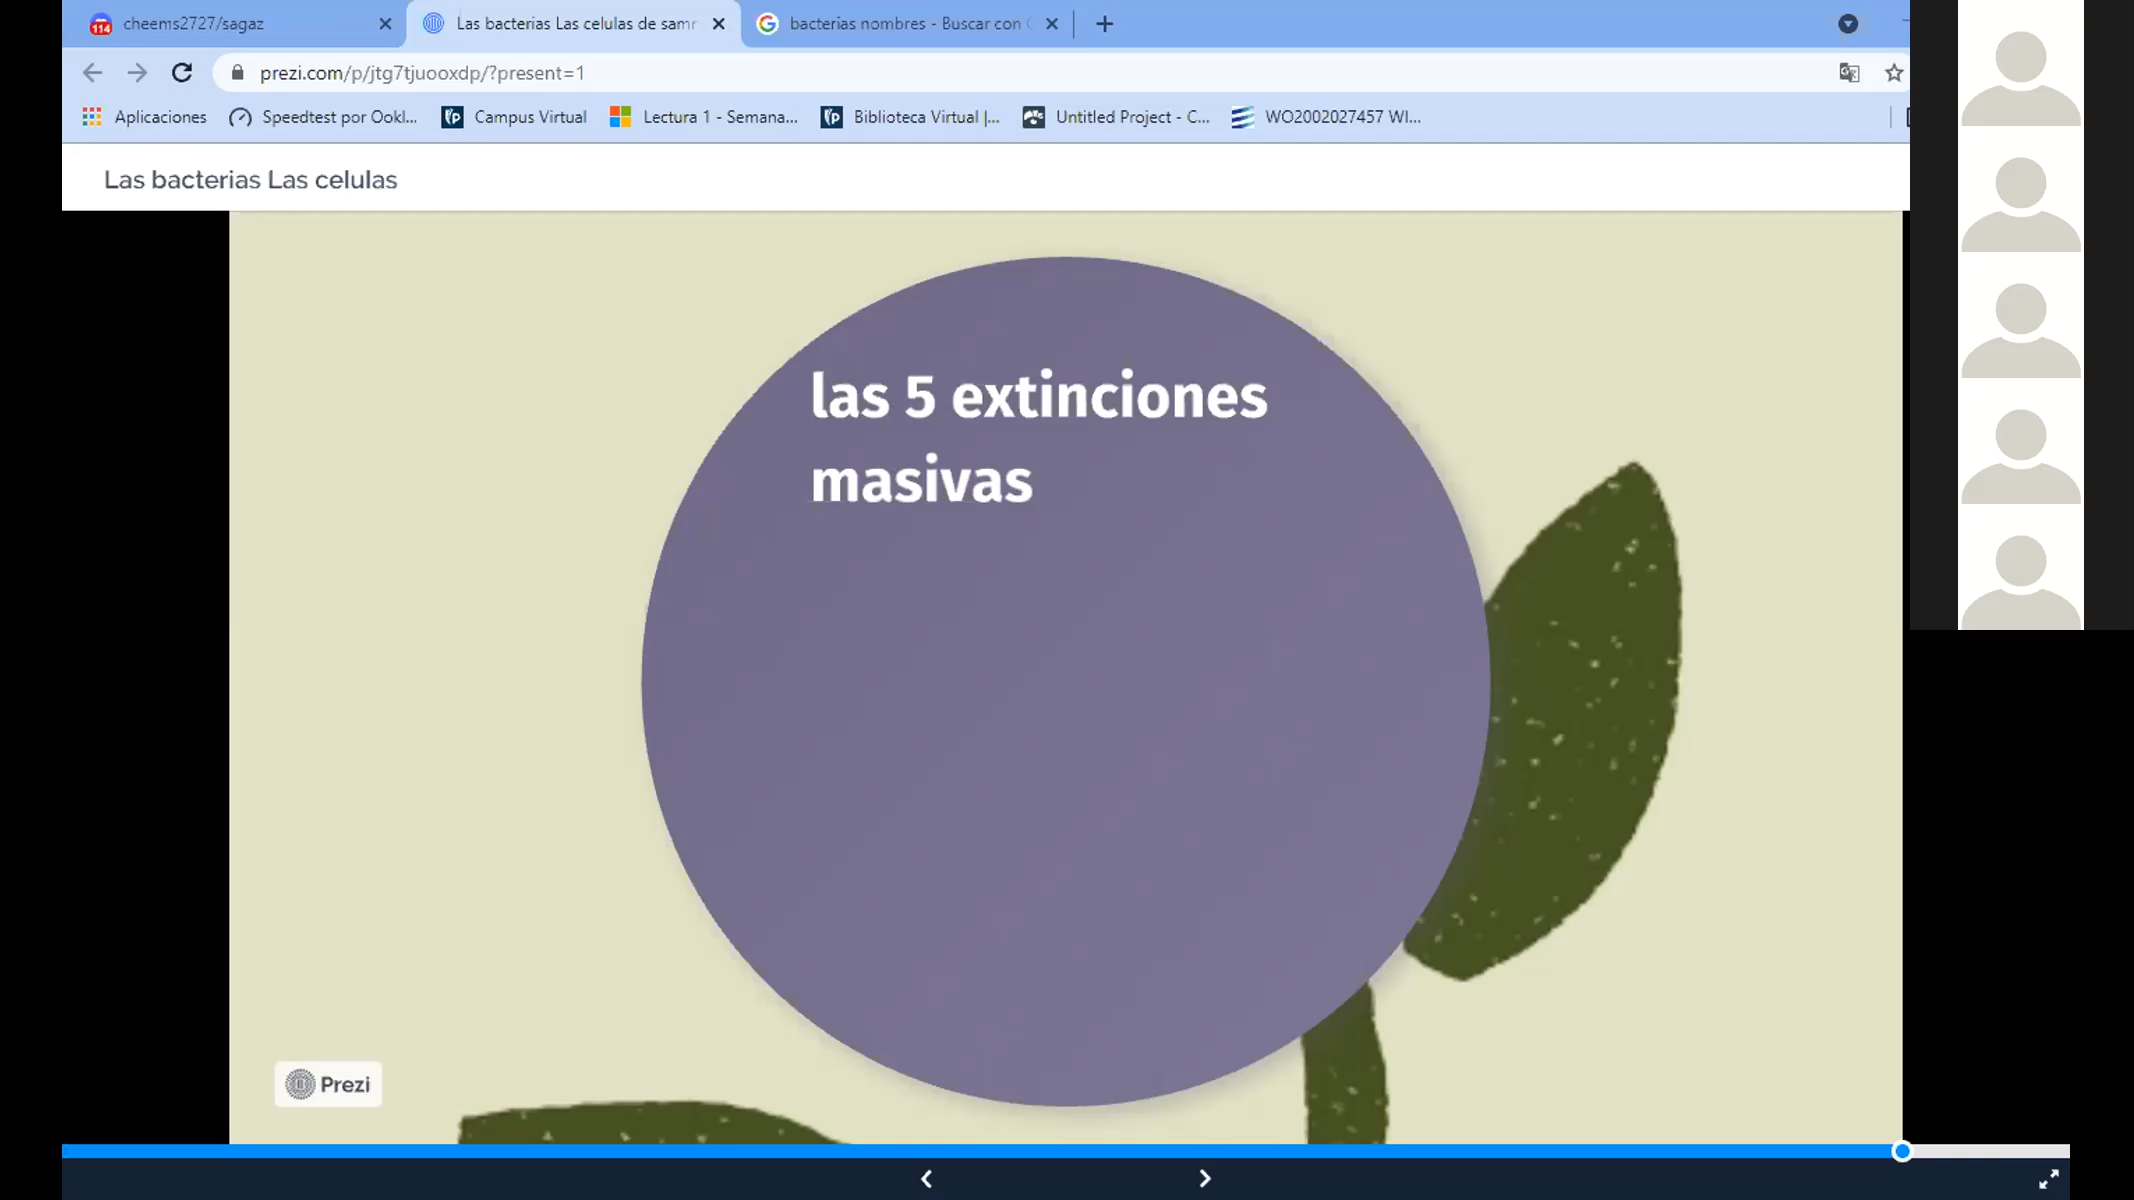 114 cheems2727/sagaz
Las bacterias Las celulas de samr
bacterias nombres - Buscar con G
prezi.com/p/jtg7tjuooxdp/?present=1
Aplicaciones
Speedtest por Ookl...
Campus Virtual
Lectura 1 - Semana...
Biblioteca Virtual |...
Untitled Project - C...
WO2002027457 WI...
Las bacterias Las celulas
las 5 extinciones
masivas
Prezi